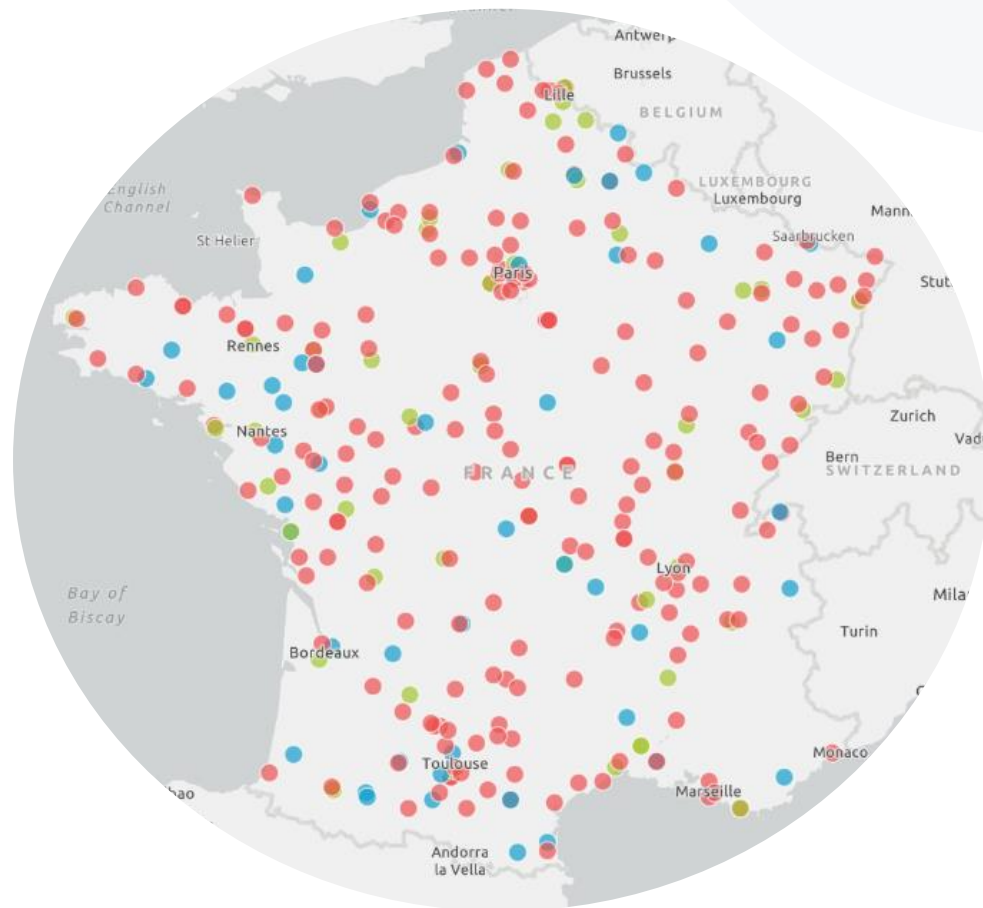 Antwerp
Brussels
Lille
BELGIUM
LUXEMBOURG
Luxembourg
English
Channel
St Helier
Mann
Saarbrucken
Paris
Stut
Rennes
Nantes
Zurich
Vad
Bern
SWITZERLAND
FRANCE
Lyon
Bay of
Biscay
Mila
Turin
Bordeaux
Monaco
Toulouse
Marseille
bao
Andorra
la Vella